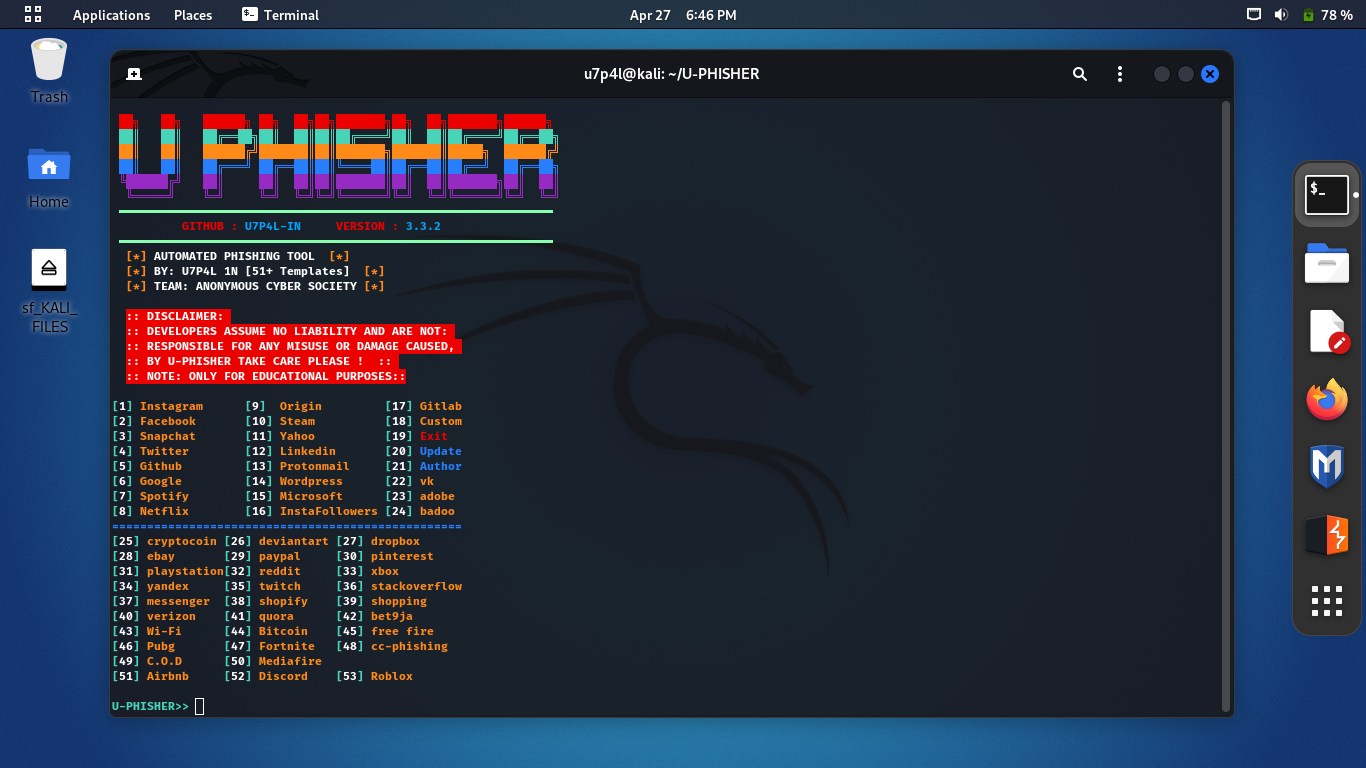 Applications Places Terminal Apr 27 6:46 PM 78 %
Trash
Home
sf_KALI_
FILES
u7p4l@kali: ~/U-PHISHER
U PHISHER
GITHUB : U7P4L-IN VERSION : 3.3.2
[*] AUTOMATED PHISHING TOOL [*]
[*] BY: U7P4L 1N [51+ Templates] [*]
[*] TEAM: ANONYMOUS CYBER SOCIETY [*]
:: DISCLAIMER:
:: DEVELOPERS ASSUME NO LIABILITY AND ARE NOT:
:: RESPONSIBLE FOR ANY MISUSE OR DAMAGE CAUSED,
:: BY U-PHISHER TAKE CARE PLEASE ! ::
:: NOTE: ONLY FOR EDUCATIONAL PURPOSES::
[1] Instagram [9] Origin [17] Gitlab
[2] Facebook [10] Steam [18] Custom
[3] Snapchat [11] Yahoo [19] Exit
[4] Twitter [12] Linkedin [20] Update
[5] Github [13] Protonmail [21] Author
[6] Google [14] Wordpress [22] vk
[7] Spotify [15] Microsoft [23] adobe
[8] Netflix [16] InstaFollowers [24] badoo
==================================================
[25] cryptocoin [26] deviantart [27] dropbox
[28] ebay [29] paypal [30] pinterest
[31] playstation[32] reddit [33] xbox
[34] yandex [35] twitch [36] stackoverflow
[37] messenger [38] shopify [39] shopping
[40] verizon [41] quora [42] bet9ja
[43] Wi-Fi [44] Bitcoin [45] free fire
[46] Pubg [47] Fortnite [48] cc-phishing
[49] C.O.D [50] Mediafire
[51] Airbnb [52] Discord [53] Roblox
U-PHISHER>>